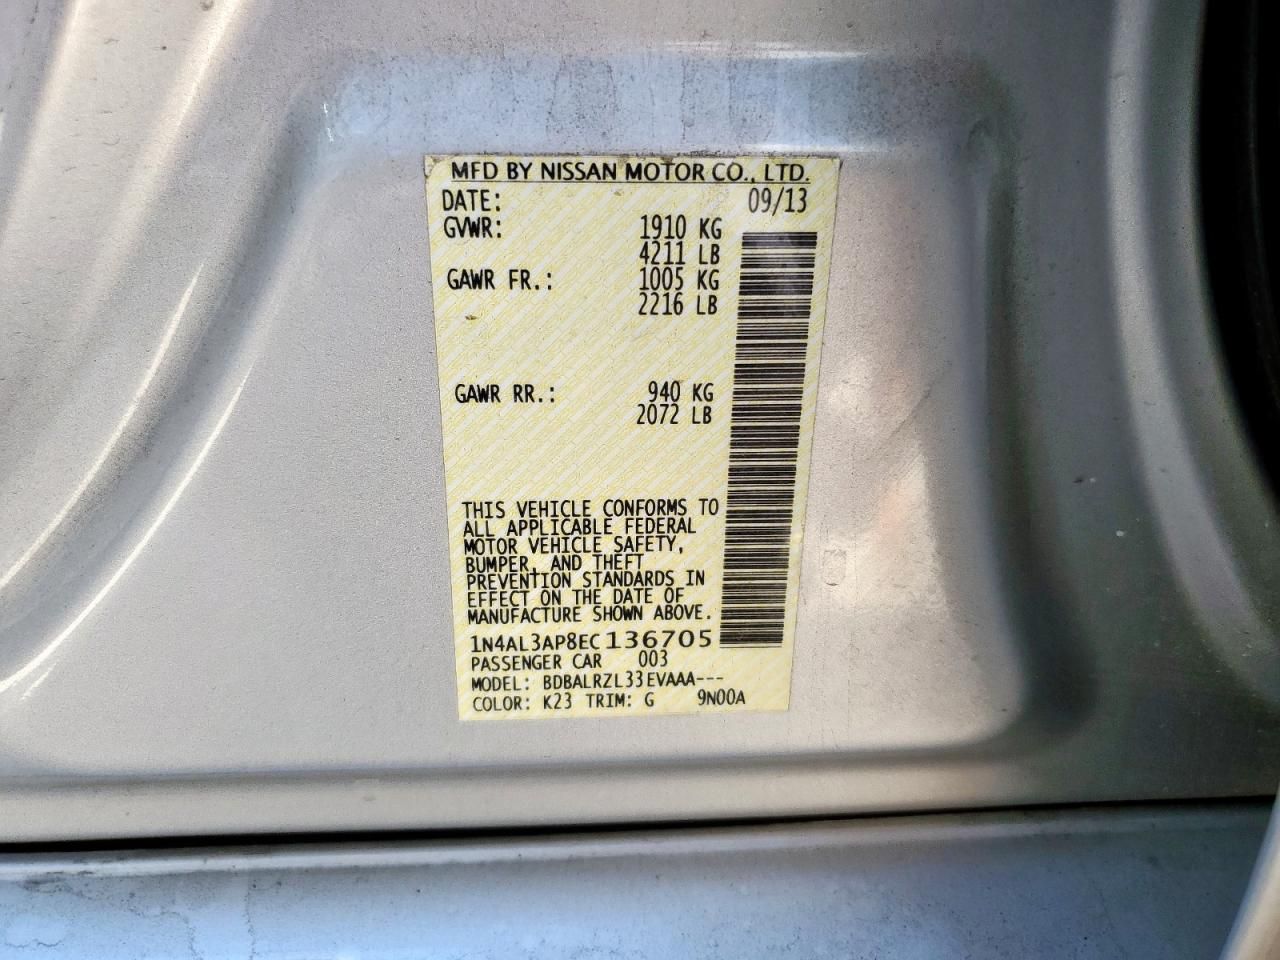 MFD BY NISSAN MOTOR CO., LTD.
DATE: 09/13
GVWR: 1910 KG
4211 LB
GAWR FR.: 1005 KG
2216 LB
GAWR RR.: 940 KG
2072 LB
THIS VEHICLE CONFORMS TO
ALL APPLICABLE FEDERAL
MOTOR VEHICLE SAFETY,
BUMPER, AND THEFT
PREVENTION STANDARDS IN
EFFECT ON THE DATE OF
MANUFACTURE SHOWN ABOVE.
1N4AL3AP8EC136705
PASSENGER CAR 003
MODEL: BDBALRZL33EVAAA---
COLOR: K23 TRIM: G 9N00A